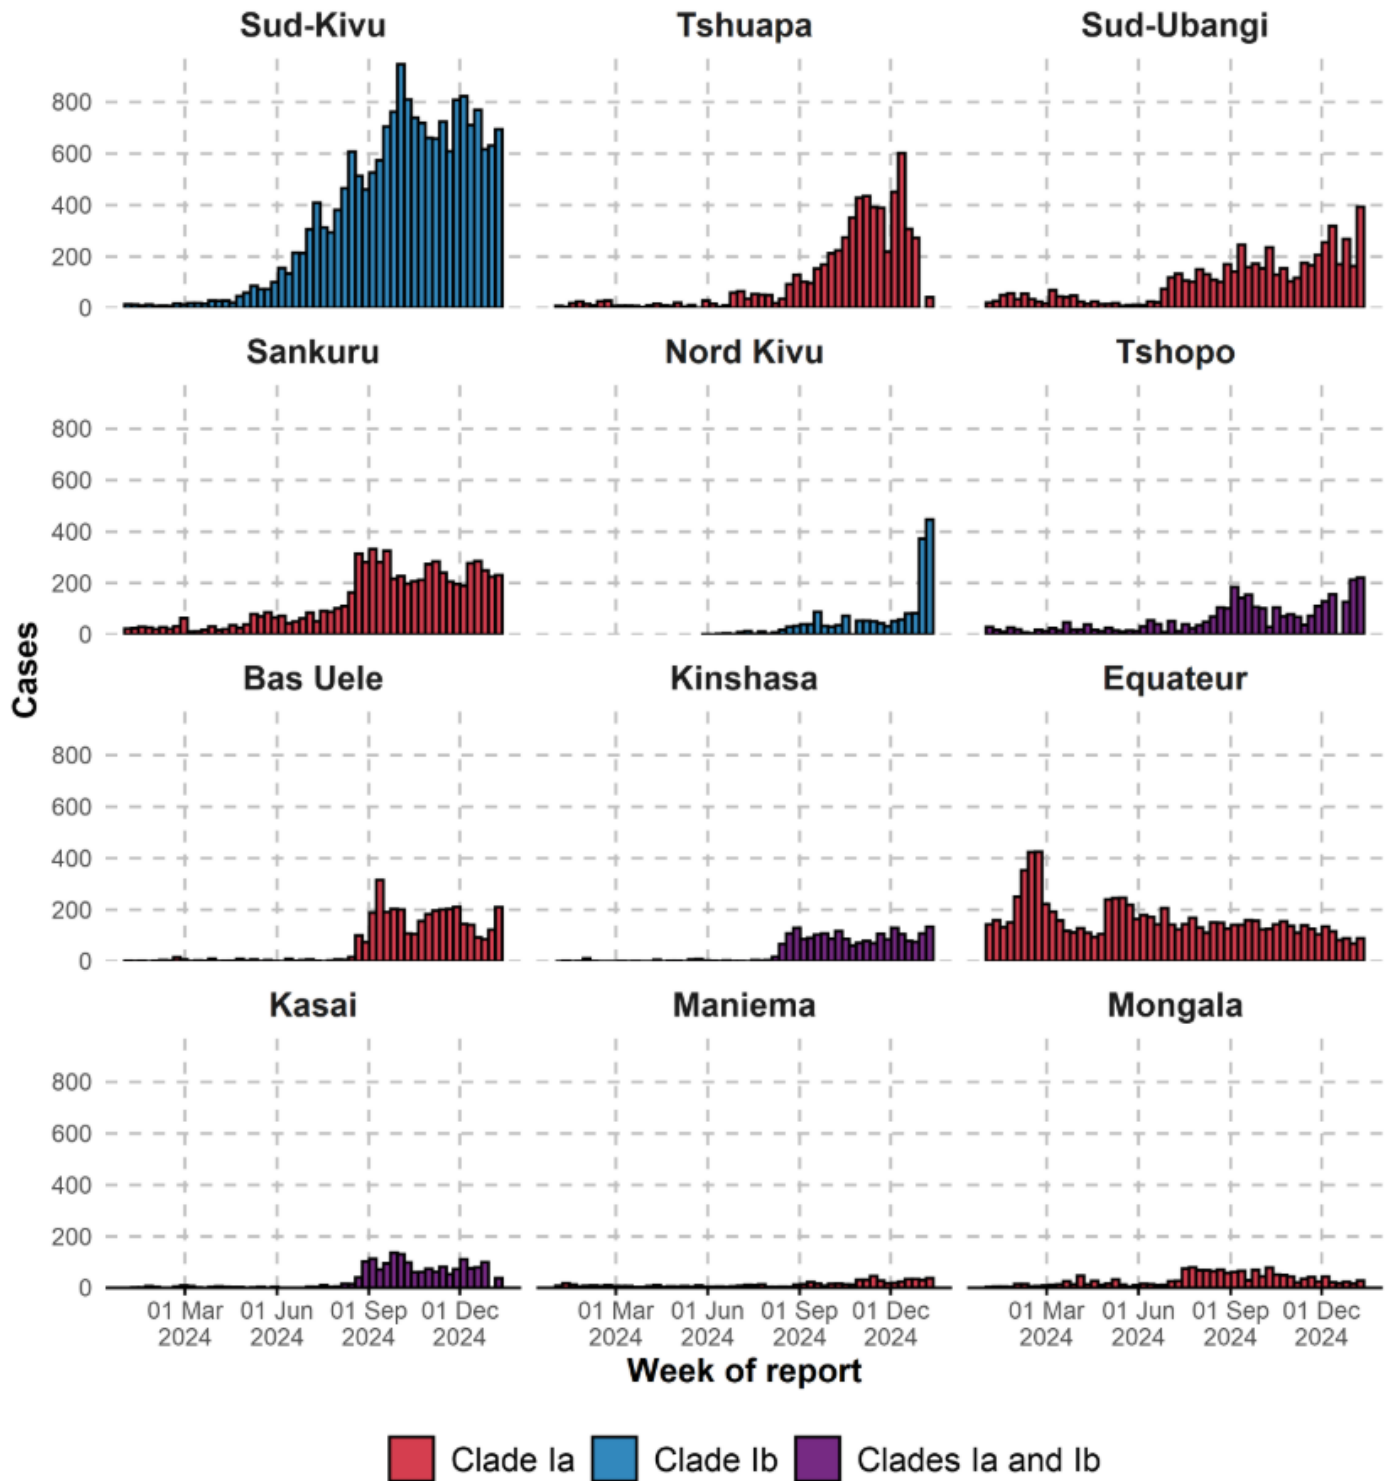 Sud-Kivu Tshuapa Sud-Ubangi
800
600
400
200
0
Sankuru Nord Kivu Tshopo
800
600
400
200
0
Bas Uele Kinshasa Equateur
800
600
400
200
0
Kasai Maniema Mongala
800
600
400
200
0
Cases
01 Mar 01 Jun 01 Sep 01 Dec 01 Mar 01 Jun 01 Sep 01 Dec 01 Mar 01 Jun 01 Sep 01 Dec
2024 2024 2024 2024 2024 2024 2024 2024 2024 2024 2024 2024
Week of report
Clade Ia Clade Ib Clades Ia and Ib